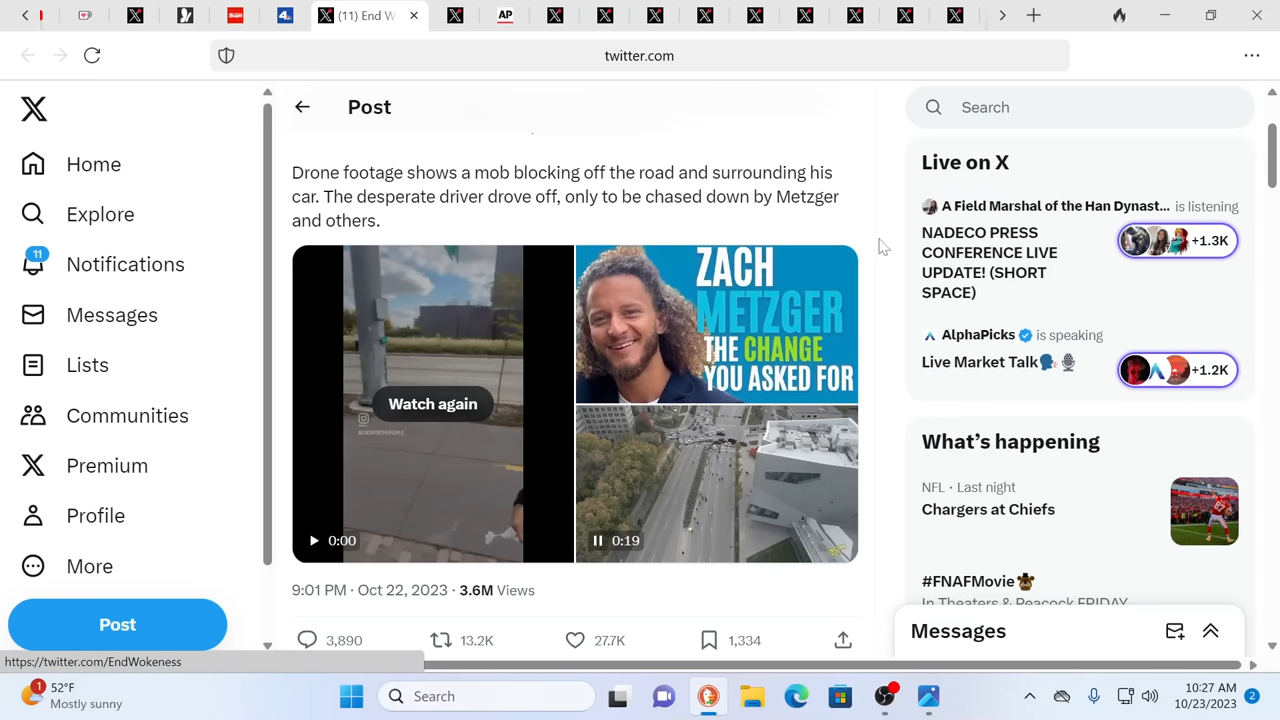 (11) End W
twitter.com
Post
Search
Home
Explore
11
Notifications
Messages
Lists
Communities
Premium
Profile
More
Post
https://twitter.com/EndWokeness
Drone footage shows a mob blocking off the road and surrounding his
car. The desperate driver drove off, only to be chased down by Metzger
and others.
Watch again
0:00
ZACH
METZGER
THE CHANGE
YOU ASKED FOR
0:19
9:01 PM · Oct 22, 2023 · 3.6M Views
3,890
13.2K
27.7K
1,334
Live on X
A Field Marshal of the Han Dynast... is listening
NADECO PRESS
CONFERENCE LIVE
UPDATE! (SHORT
SPACE)
+1.3K
AlphaPicks is speaking
Live Market Talk
+1.2K
What's happening
NFL · Last night
Chargers at Chiefs
#FNAFMovie
In Theaters & Peacock FRIDAY
Messages
1
52°F
Mostly sunny
Search
10:27 AM
10/23/2023
2